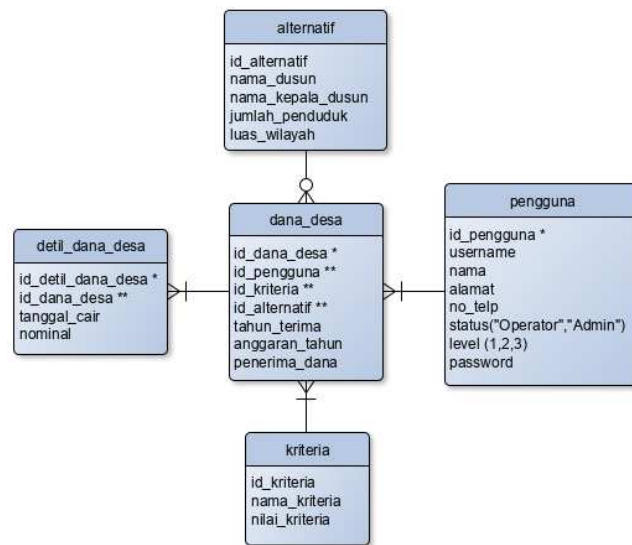 alternatif
id_alternatif
nama_dusun
nama_kepala_dusun
jumlah_penduduk
luas_wilayah
detil_dana_desa
id_detil_dana_desa *
id_dana_desa **
tanggal_cair
nominal
dana_desa
id_dana_desa *
id_pengguna **
id_kriteria **
id_alternatif **
tahun_terima
anggaran_tahun
penerima_dana
pengguna
id_pengguna *
username
nama
alamat
no_telp
status("Operator","Admin")
level (1,2,3)
password
kriteria
id_kriteria
nama_kriteria
nilai_kriteria